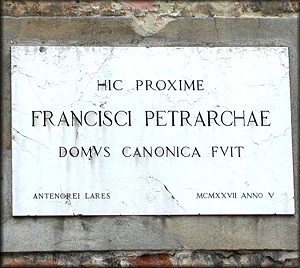 HIC PROXIME
FRANCISCI PETRARCHAE
DOMVS CANONICA FVIT
ANTENOREI LARES MCMXXVII ANNO V